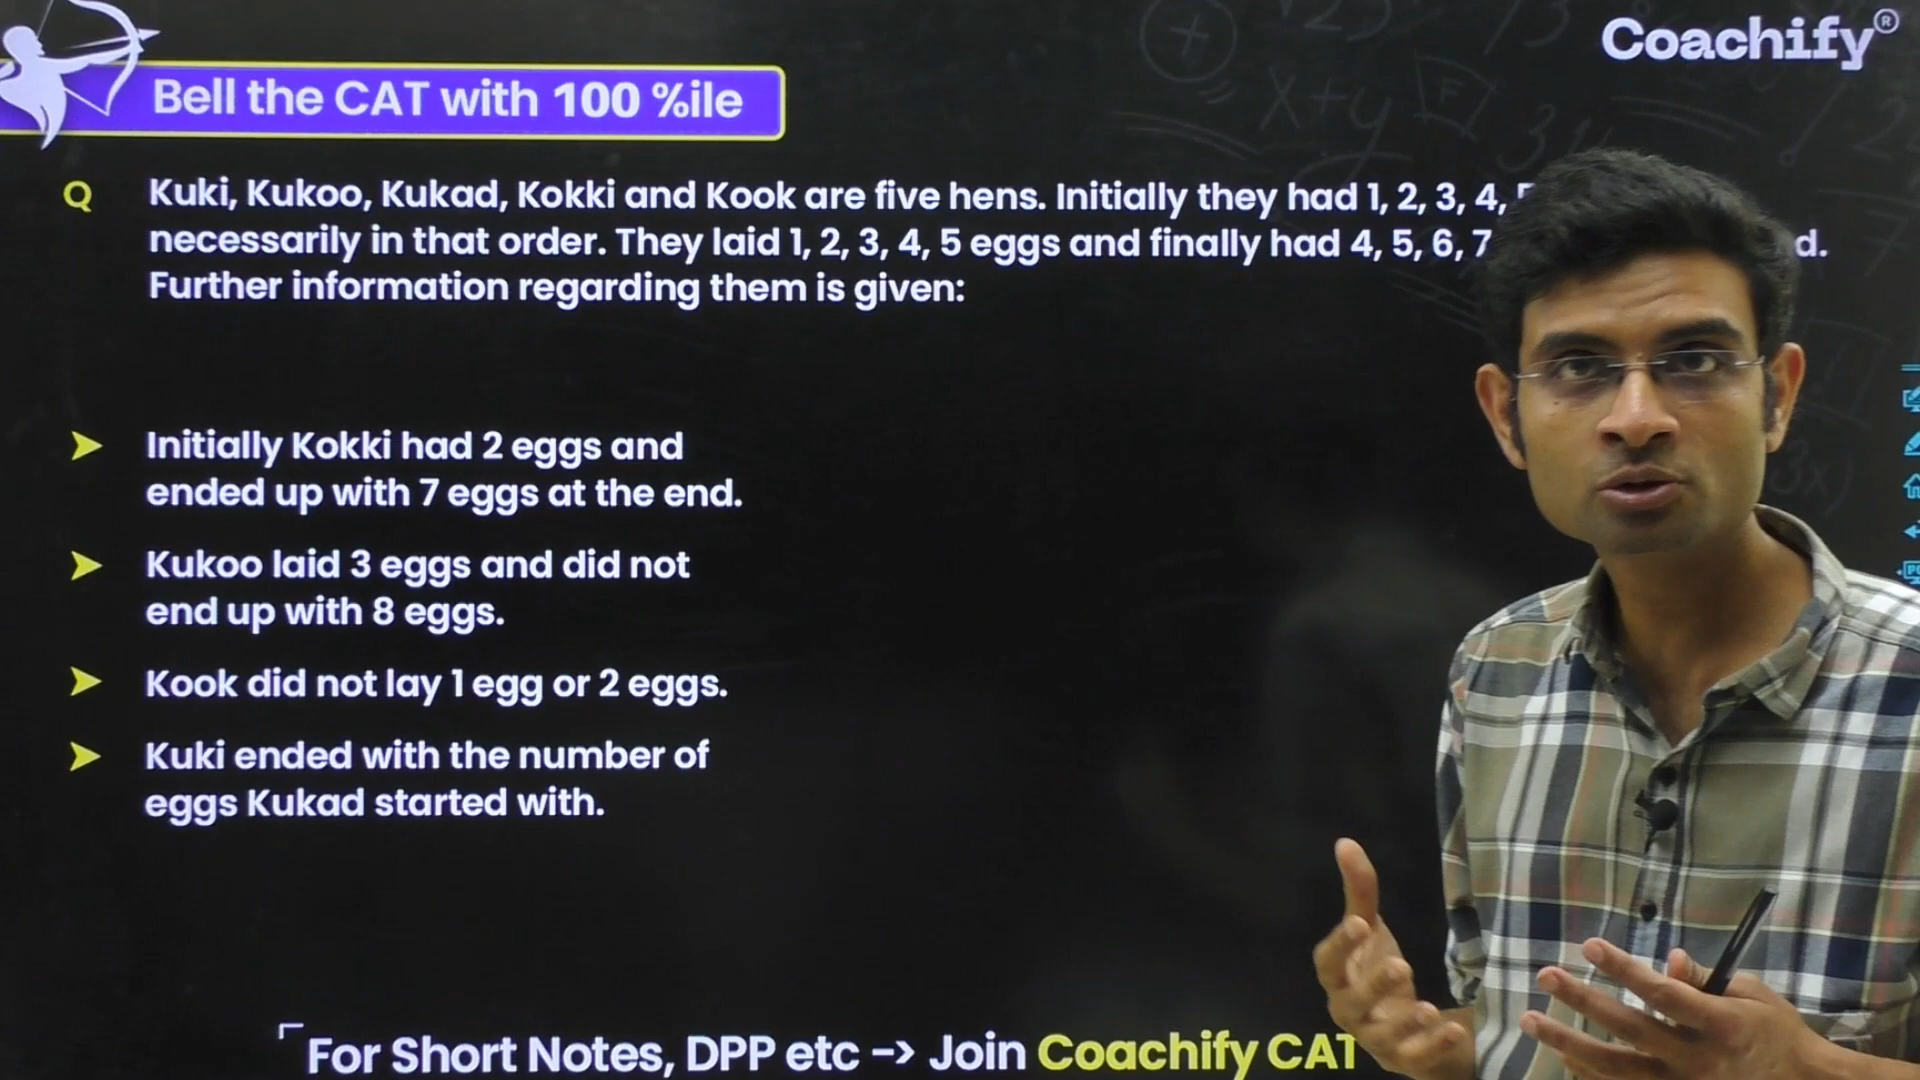 Coachify®
Bell the CAT with 100 %ile
Q Kuki, Kukoo, Kukad, Kokki and Kook are five hens. Initially they had 1, 2, 3, 4,
necessarily in that order. They laid 1, 2, 3, 4, 5 eggs and finally had 4, 5, 6, 7
Further information regarding them is given:
➤ Initially Kokki had 2 eggs and
ended up with 7 eggs at the end.
➤ Kukoo laid 3 eggs and did not
end up with 8 eggs.
➤ Kook did not lay 1 egg or 2 eggs.
➤ Kuki ended with the number of
eggs Kukad started with.
For Short Notes, DPP etc -> Join Coachify CAT